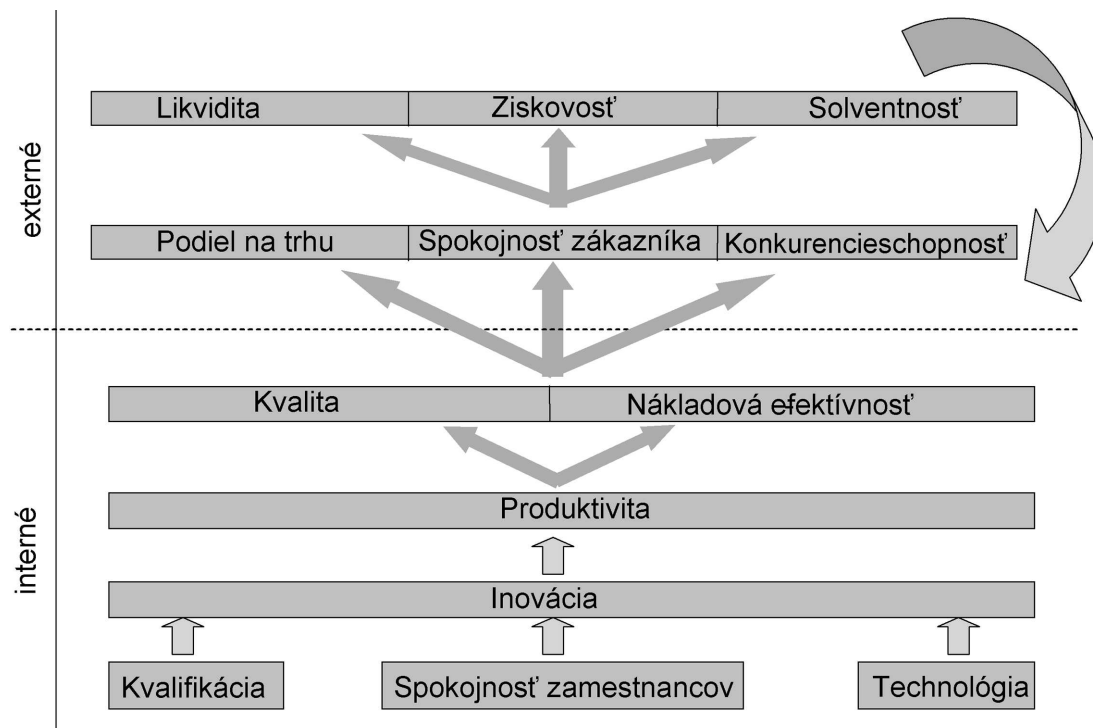 externé
Likvidita
Ziskovosť
Solventnosť
Podiel na trhu
Spokojnosť zákazníka
Konkurencieschopnosť
interné
Kvalita
Nákladová efektívnosť
Produktivita
Inovácia
Kvalifikácia
Spokojnosť zamestnancov
Technológia